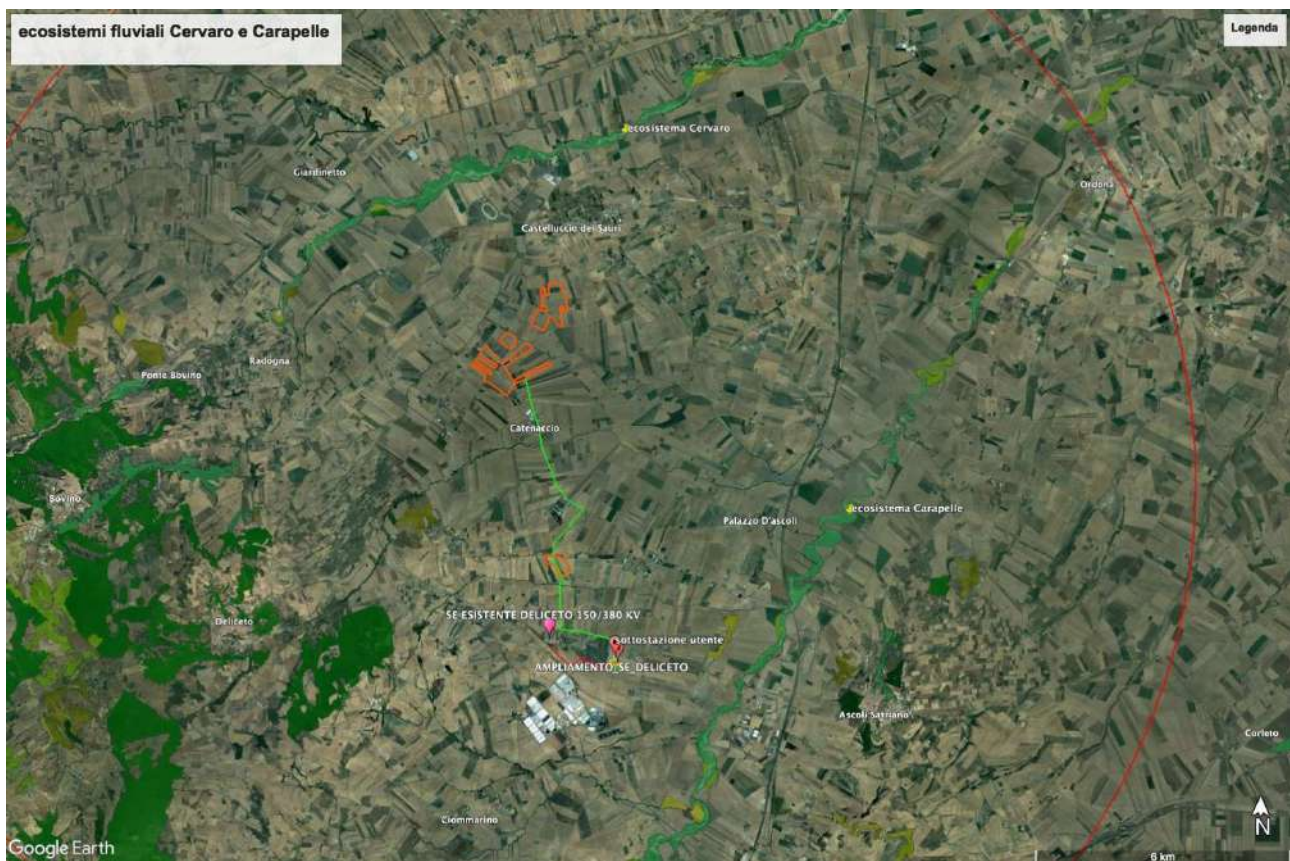 ecosistemi fluviali Cervaro e Carapelle
Legenda
ecosistema Cervaro
Giardinetto
Ordona
Castelluccio dei Sauri
Radogna
Ponte Bovino
Catenaccio
Bovino
ecosistema Carapelle
Palazzo D'ascoli
Deliceto
SE ESISTENTE DELICETO 150/380 KV
sottostazione utente
AMPLIAMENTO_SE_DELICETO
Ascoli Satriano
Corleto
Ciommarino
N
Google Earth
6 km